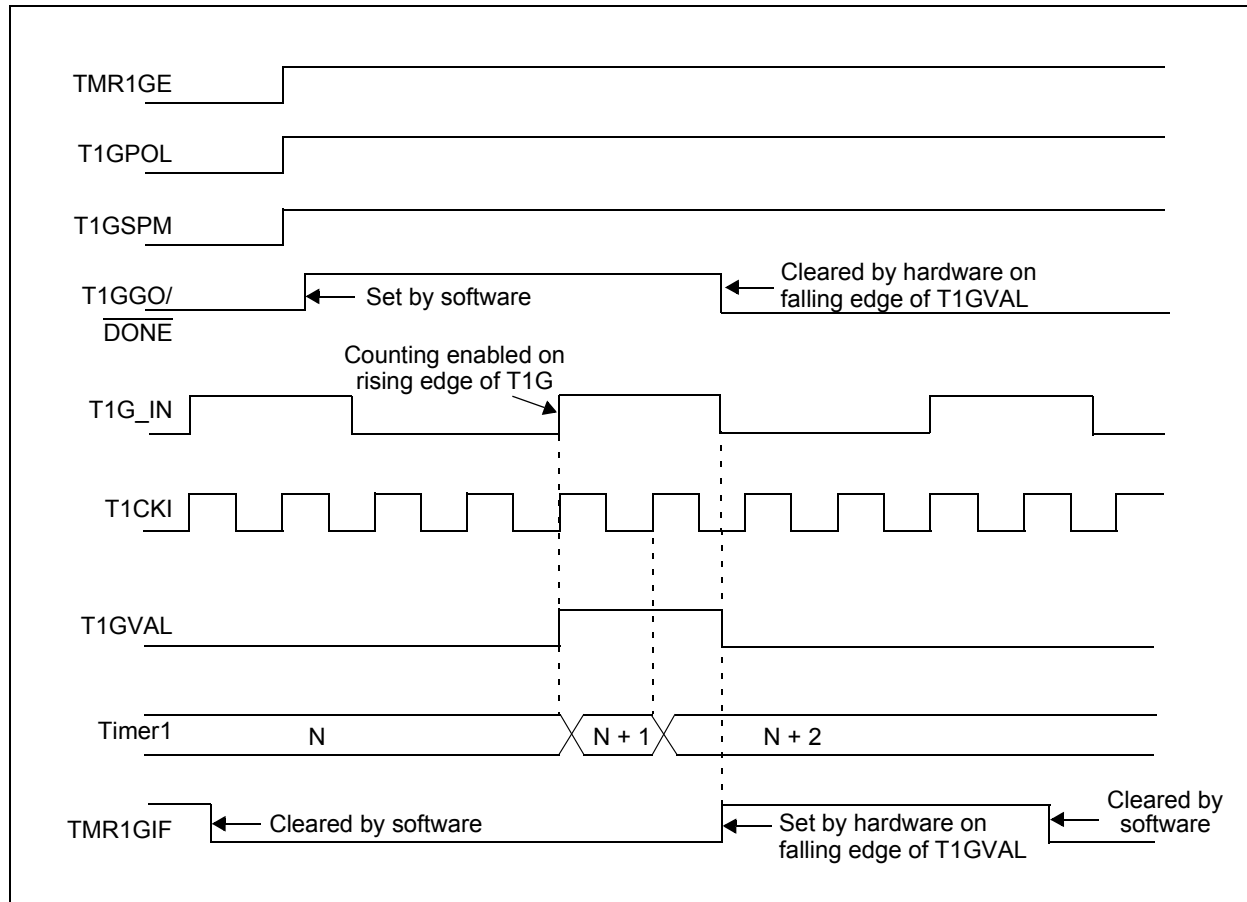 TMR1GE
T1GPOL
T1GSPM
T1GGO/
DONE
Set by software
Cleared by hardware on
falling edge of T1GVAL
Counting enabled on
rising edge of T1G
T1G_IN
T1CKI
T1GVAL
Timer1
N
N + 1
N + 2
TMR1GIF
Cleared by software
Set by hardware on
falling edge of T1GVAL
Cleared by
software